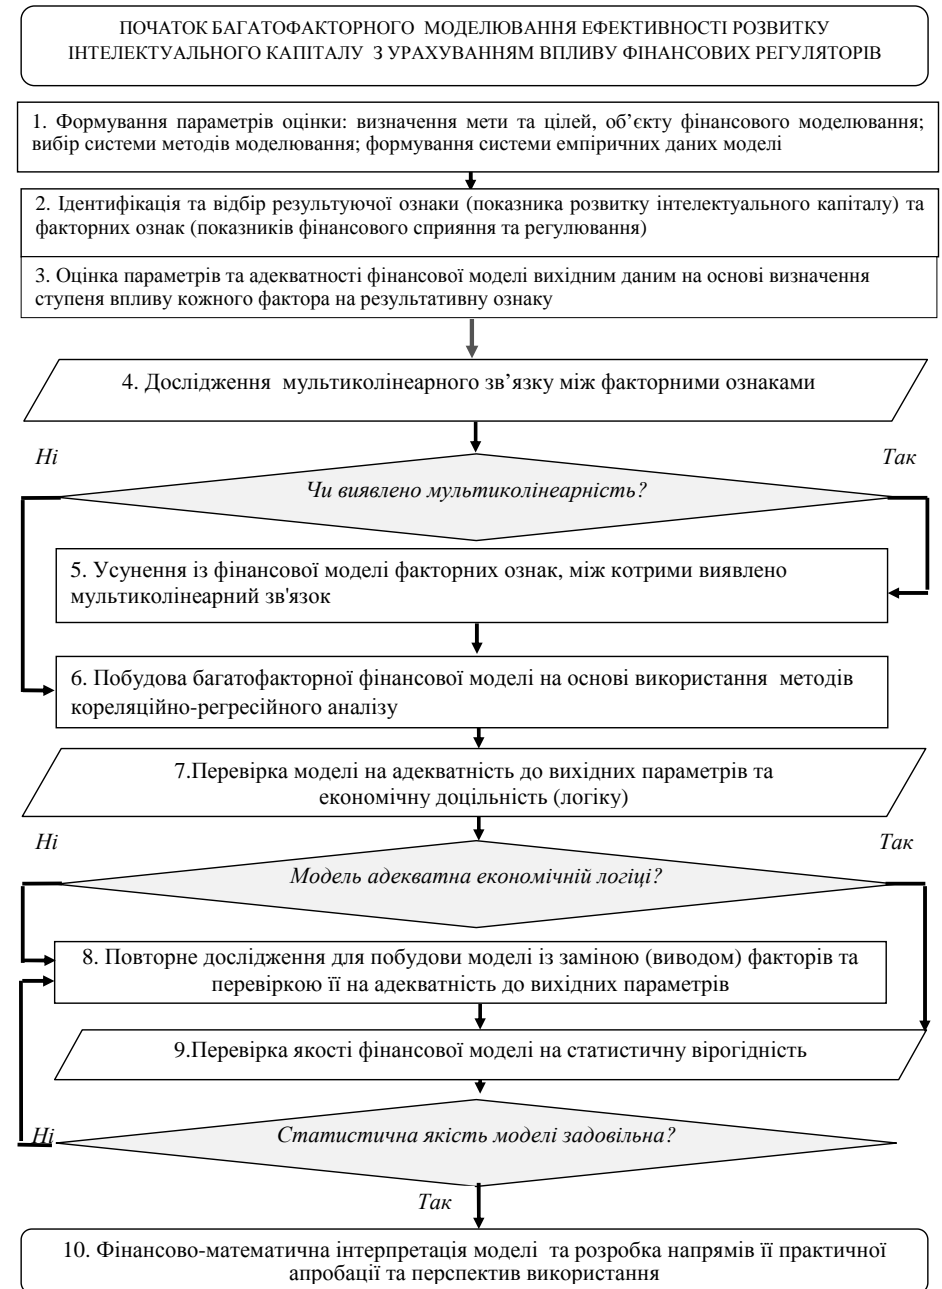 ПОЧАТОК БАГАТОФАКТОРНОГО МОДЕЛЮВАННЯ ЕФЕКТИВНОСТІ РОЗВИТКУ
ІНТЕЛЕКТУАЛЬНОГО КАПІТАЛУ З УРАХУВАННЯМ ВПЛИВУ ФІНАНСОВИХ РЕГУЛЯТОРІВ
1. Формування параметрів оцінки: визначення мети та цілей, об’єкту фінансового моделювання;
вибір системи методів моделювання; формування системи емпіричних даних моделі
2. Ідентифікація та відбір результуючої ознаки (показника розвитку інтелектуального капіталу) та
факторних ознак (показників фінансового сприяння та регулювання)
3. Оцінка параметрів та адекватності фінансової моделі вихідним даним на основі визначення
ступеня впливу кожного фактора на результативну ознаку
4. Дослідження мультиколінеарного зв’язку між факторними ознаками
Ні
Так
Чи виявлено мультиколінеарність?
5. Усунення із фінансової моделі факторних ознак, між котрими виявлено
мультиколінеарний зв'язок
6. Побудова багатофакторної фінансової моделі на основі використання методів
кореляційно-регресійного аналізу
7.Перевірка моделі на адекватність до вихідних параметрів та
економічну доцільність (логіку)
Ні
Так
Модель адекватна економічній логіці?
8. Повторне дослідження для побудови моделі із заміною (виводом) факторів та
перевіркою її на адекватність до вихідних параметрів
9.Перевірка якості фінансової моделі на статистичну вірогідність
Ні
Статистична якість моделі задовільна?
Так
10. Фінансово-математична інтерпретація моделі та розробка напрямів її практичної
апробації та перспектив використання